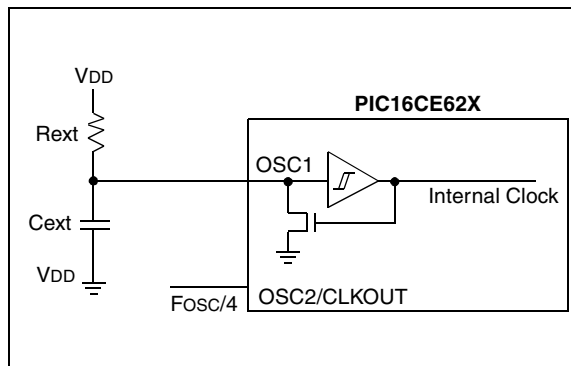 VDD
PIC16CE62X
Rext
OSC1
Internal Clock
Cext
VDD
FOSC/4
OSC2/CLKOUT